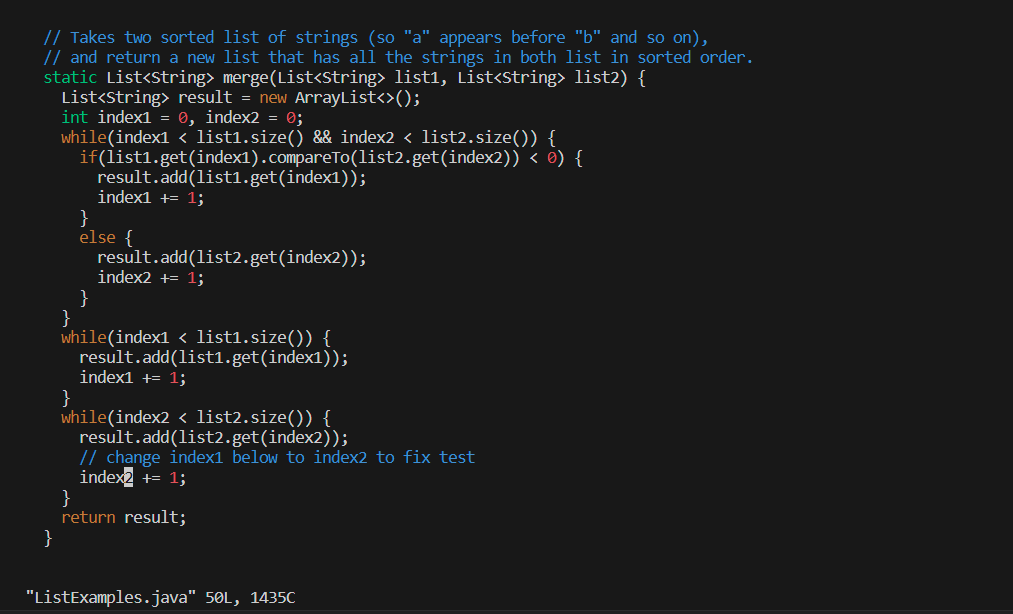 // Takes two sorted list of strings (so "a" appears before "b" and so on),
// and return a new list that has all the strings in both list in sorted order.
static List<String> merge(List<String> list1, List<String> list2) {
  List<String> result = new ArrayList<>();
  int index1 = 0, index2 = 0;
  while(index1 < list1.size() && index2 < list2.size()) {
    if(list1.get(index1).compareTo(list2.get(index2)) < 0) {
      result.add(list1.get(index1));
      index1 += 1;
    }
    else {
      result.add(list2.get(index2));
      index2 += 1;
    }
  }
  while(index1 < list1.size()) {
    result.add(list1.get(index1));
    index1 += 1;
  }
  while(index2 < list2.size()) {
    result.add(list2.get(index2));
    // change index1 below to index2 to fix test
    index2 += 1;
  }
  return result;
}
"ListExamples.java" 50L, 1435C